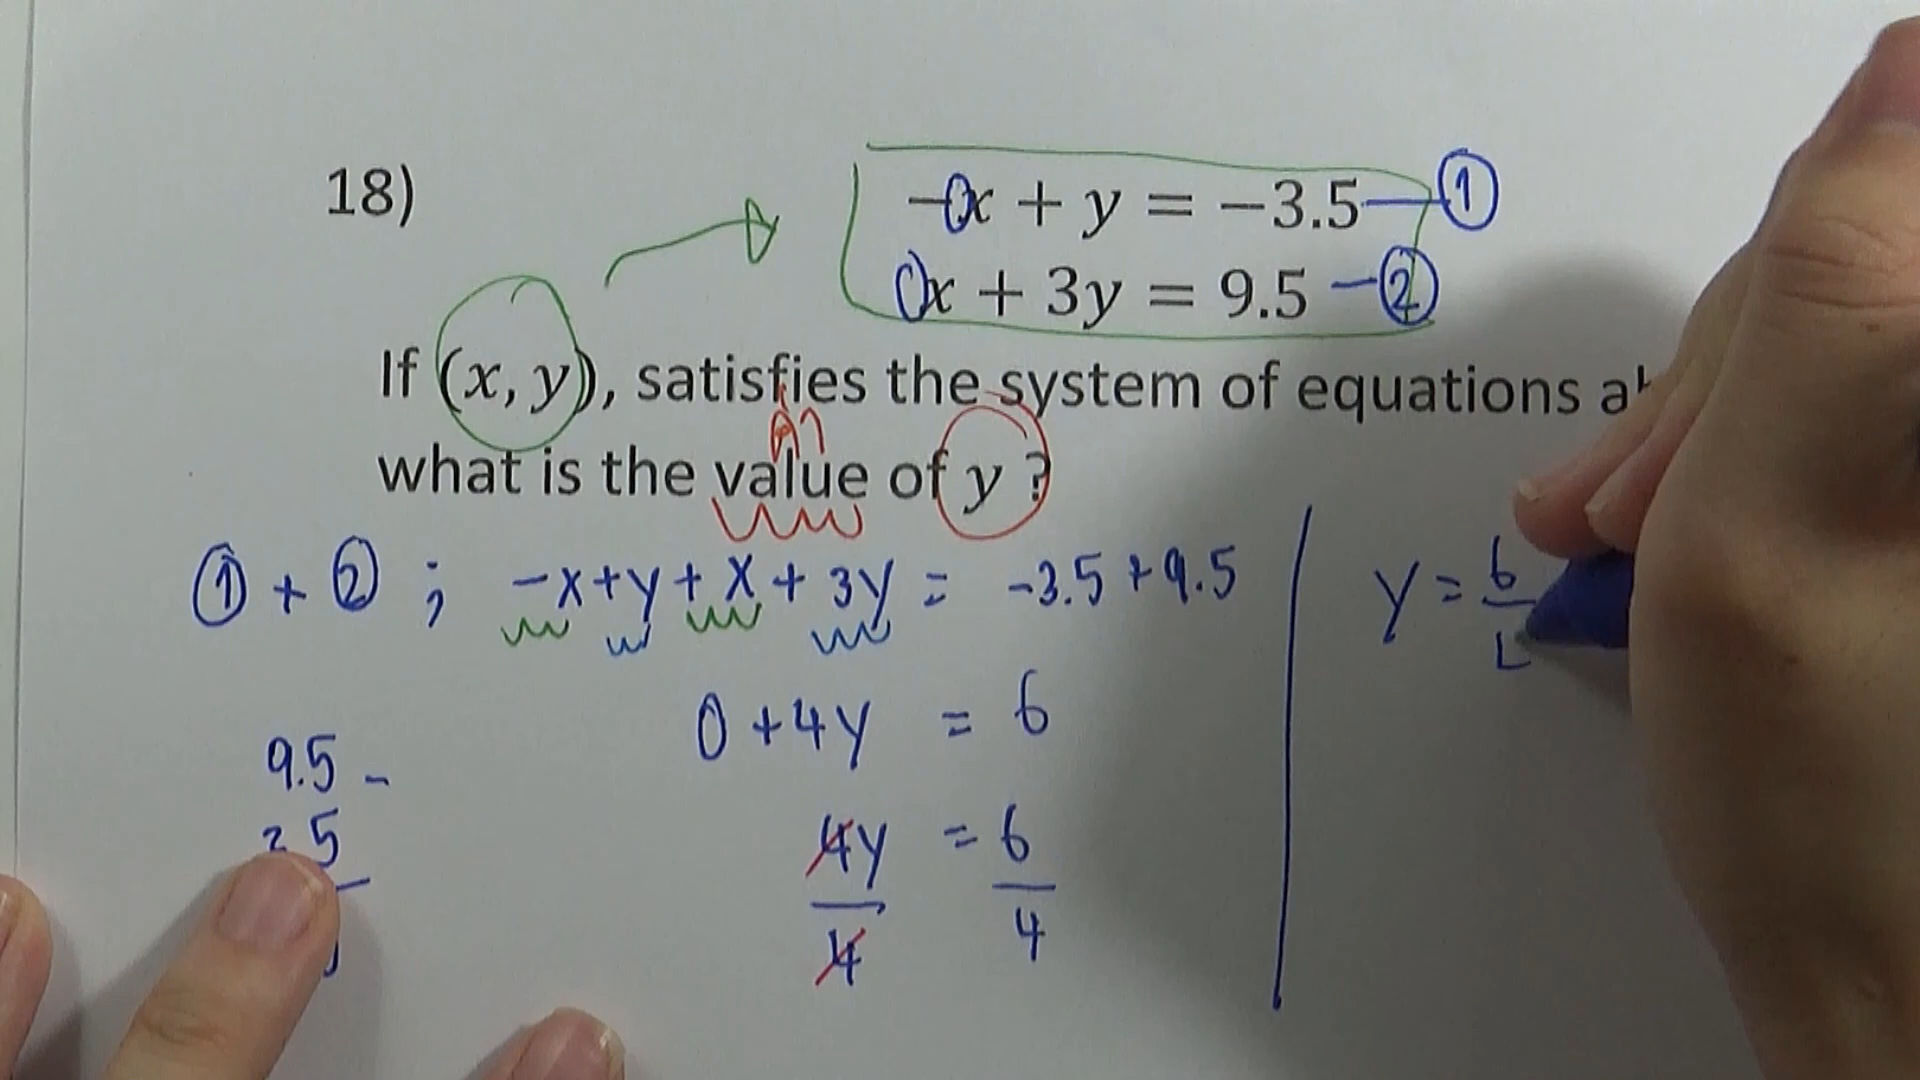 18)
−x + y = −3.5 — ①
x + 3y = 9.5 — ②
If (x, y), satisfies the system of equations
what is the value of y ?
① + ② ; -x+y+x+3y = -3.5+9.5
0 + 4y = 6
4y = 6
4 4
9.5 -
5
y = 6